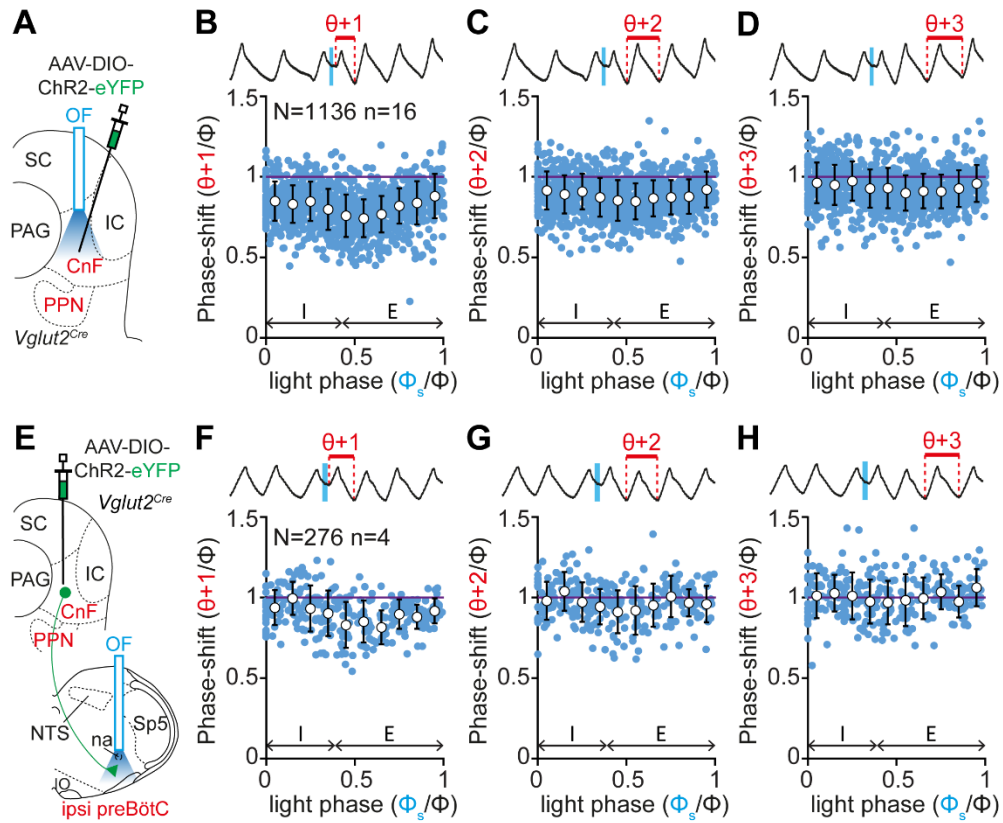 A
AAV-DIO-
ChR2-eYFP
OF
SC
PAG
IC
CnF
PPN
Vglut2Cre
B
θ+1
1.5
N=1136 n=16
1
0.5
0
Phase-shift (θ+1/Φ)
I
E
0
0.5
1
light phase (Φs/Φ)
C
θ+2
1.5
1
0.5
0
Phase-shift (θ+2/Φ)
I
E
0
0.5
1
light phase (Φs/Φ)
D
θ+3
1.5
1
0.5
0
Phase-shift (θ+3/Φ)
I
E
0
0.5
1
light phase (Φs/Φ)
E
AAV-DIO-
ChR2-eYFP
Vglut2Cre
SC
PAG
IC
CnF
PPN
OF
NTS
Sp5
na
IO
ipsi preBötC
F
θ+1
1.5
N=276 n=4
1
0.5
0
Phase-shift (θ+1/Φ)
I
E
0
0.5
1
light phase (Φs/Φ)
G
θ+2
1.5
1
0.5
0
Phase-shift (θ+2/Φ)
I
E
0
0.5
1
light phase (Φs/Φ)
H
θ+3
1.5
1
0.5
0
Phase-shift (θ+3/Φ)
I
E
0
0.5
1
light phase (Φs/Φ)